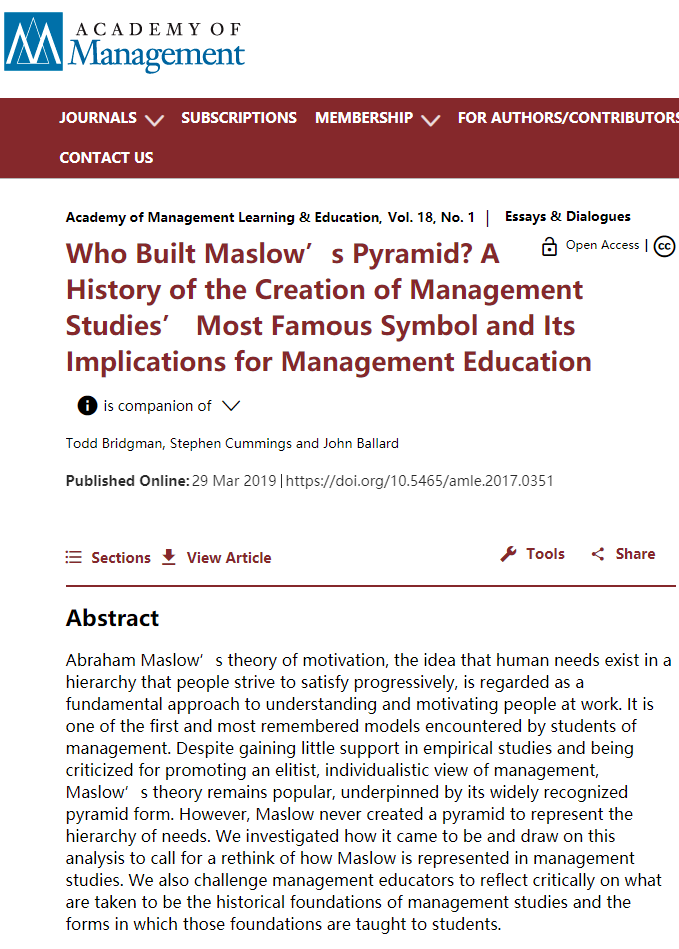 ACADEMY OF
Management
JOURNALS SUBSCRIPTIONS MEMBERSHIP FOR AUTHORS/CONTRIBUTORS
CONTACT US
Academy of Management Learning & Education, Vol. 18, No. 1 | Essays & Dialogues
Open Access | cc
Who Built Maslow’s Pyramid? A
History of the Creation of Management
Studies’ Most Famous Symbol and Its
Implications for Management Education
i is companion of
Todd Bridgman, Stephen Cummings and John Ballard
Published Online: 29 Mar 2019 | https://doi.org/10.5465/amle.2017.0351
Sections View Article Tools Share
Abstract
Abraham Maslow’s theory of motivation, the idea that human needs exist in a
hierarchy that people strive to satisfy progressively, is regarded as a
fundamental approach to understanding and motivating people at work. It is
one of the first and most remembered models encountered by students of
management. Despite gaining little support in empirical studies and being
criticized for promoting an elitist, individualistic view of management,
Maslow’s theory remains popular, underpinned by its widely recognized
pyramid form. However, Maslow never created a pyramid to represent the
hierarchy of needs. We investigated how it came to be and draw on this
analysis to call for a rethink of how Maslow is represented in management
studies. We also challenge management educators to reflect critically on what
are taken to be the historical foundations of management studies and the
forms in which those foundations are taught to students.